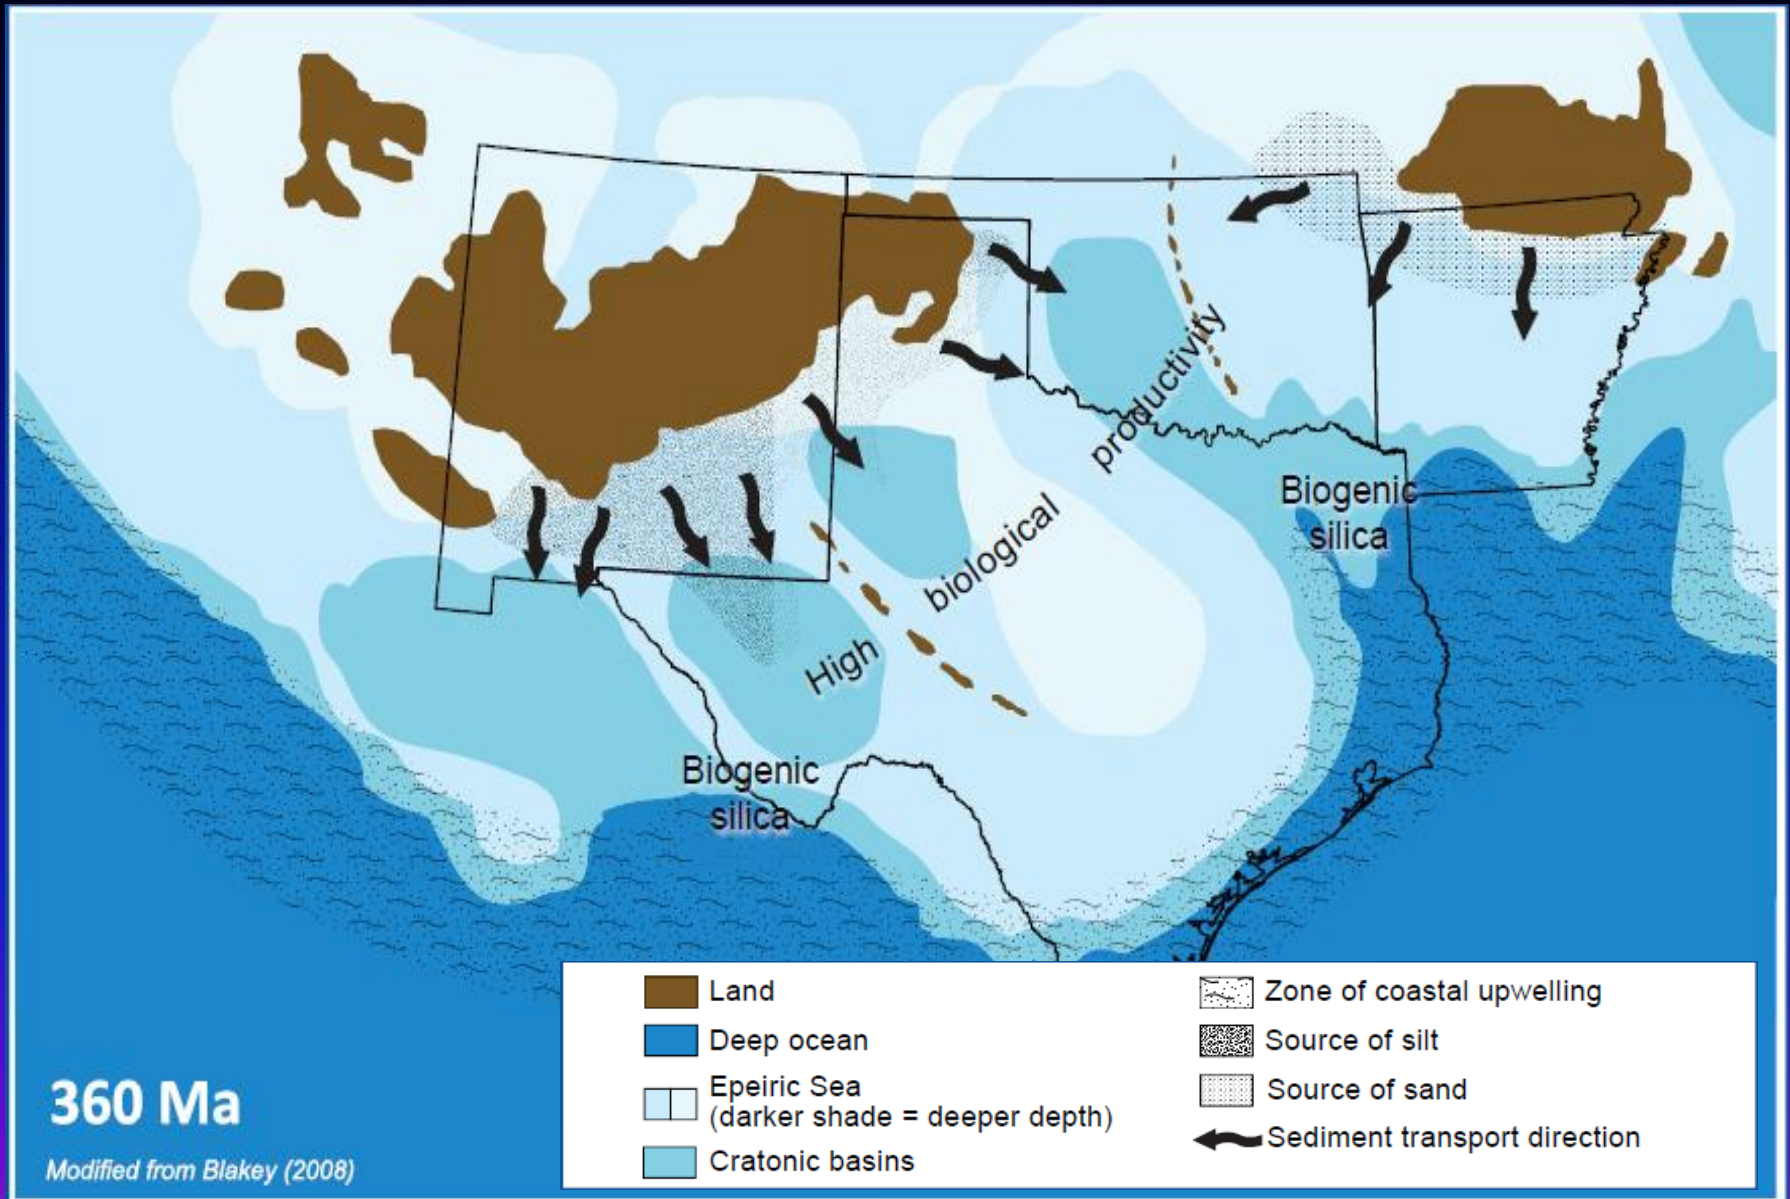 productivity
biological
High
Biogenic
silica
Biogenic
silica
360 Ma
Modified from Blakey (2008)
Land
Deep ocean
Epeiric Sea
(darker shade = deeper depth)
Cratonic basins
Zone of coastal upwelling
Source of silt
Source of sand
Sediment transport direction